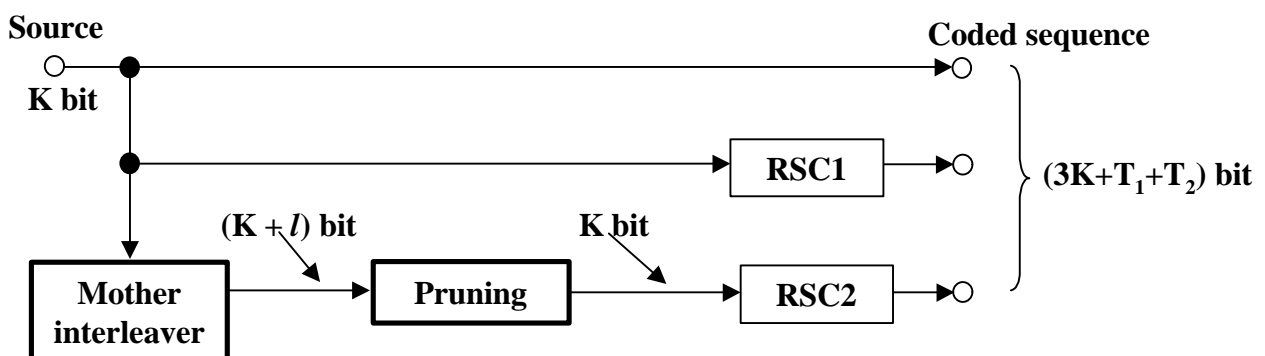 Source
Coded sequence
K bit
RSC1
(3K+T₁+T₂) bit
(K + l) bit
K bit
Mother
interleaver
Pruning
RSC2